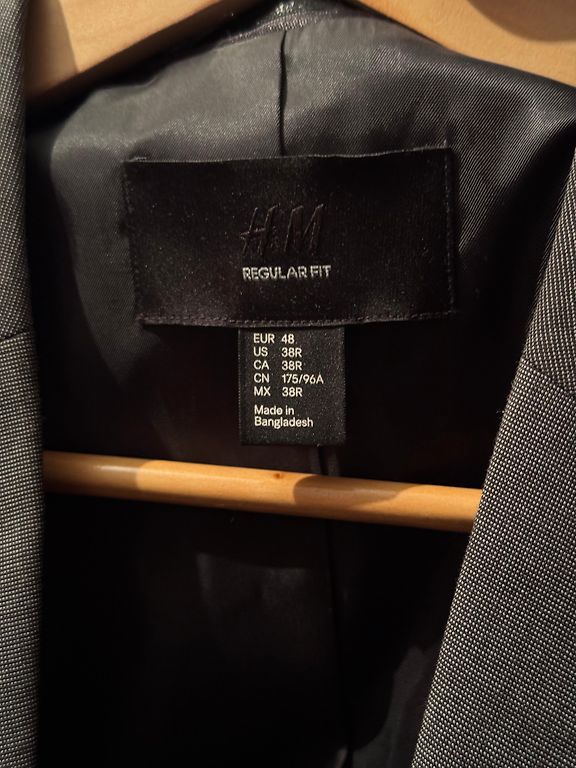 H&M
REGULAR FIT
EUR 48
US 38R
CA 38R
CN 175/96A
MX 38R
Made in
Bangladesh